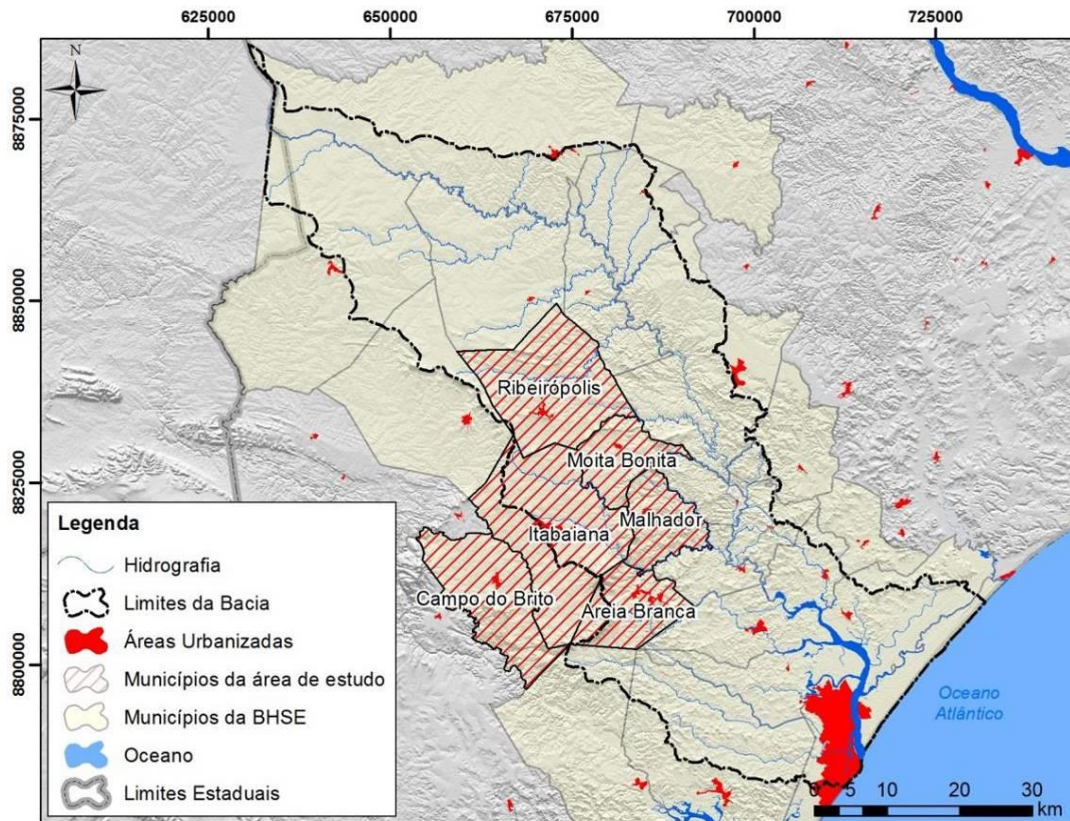 625000 650000 675000 700000 725000
N
8875000
8850000
8825000
8800000
Ribeirópolis
Moita Bonita
Malhador
Itabaiana
Campo do Brito
Areia Branca
Oceano
Atlântico
Legenda
Hidrografia
Limites da Bacia
Áreas Urbanizadas
Municípios da área de estudo
Municípios da BHSE
Oceano
Limites Estaduais
0 5 10 20 30
km